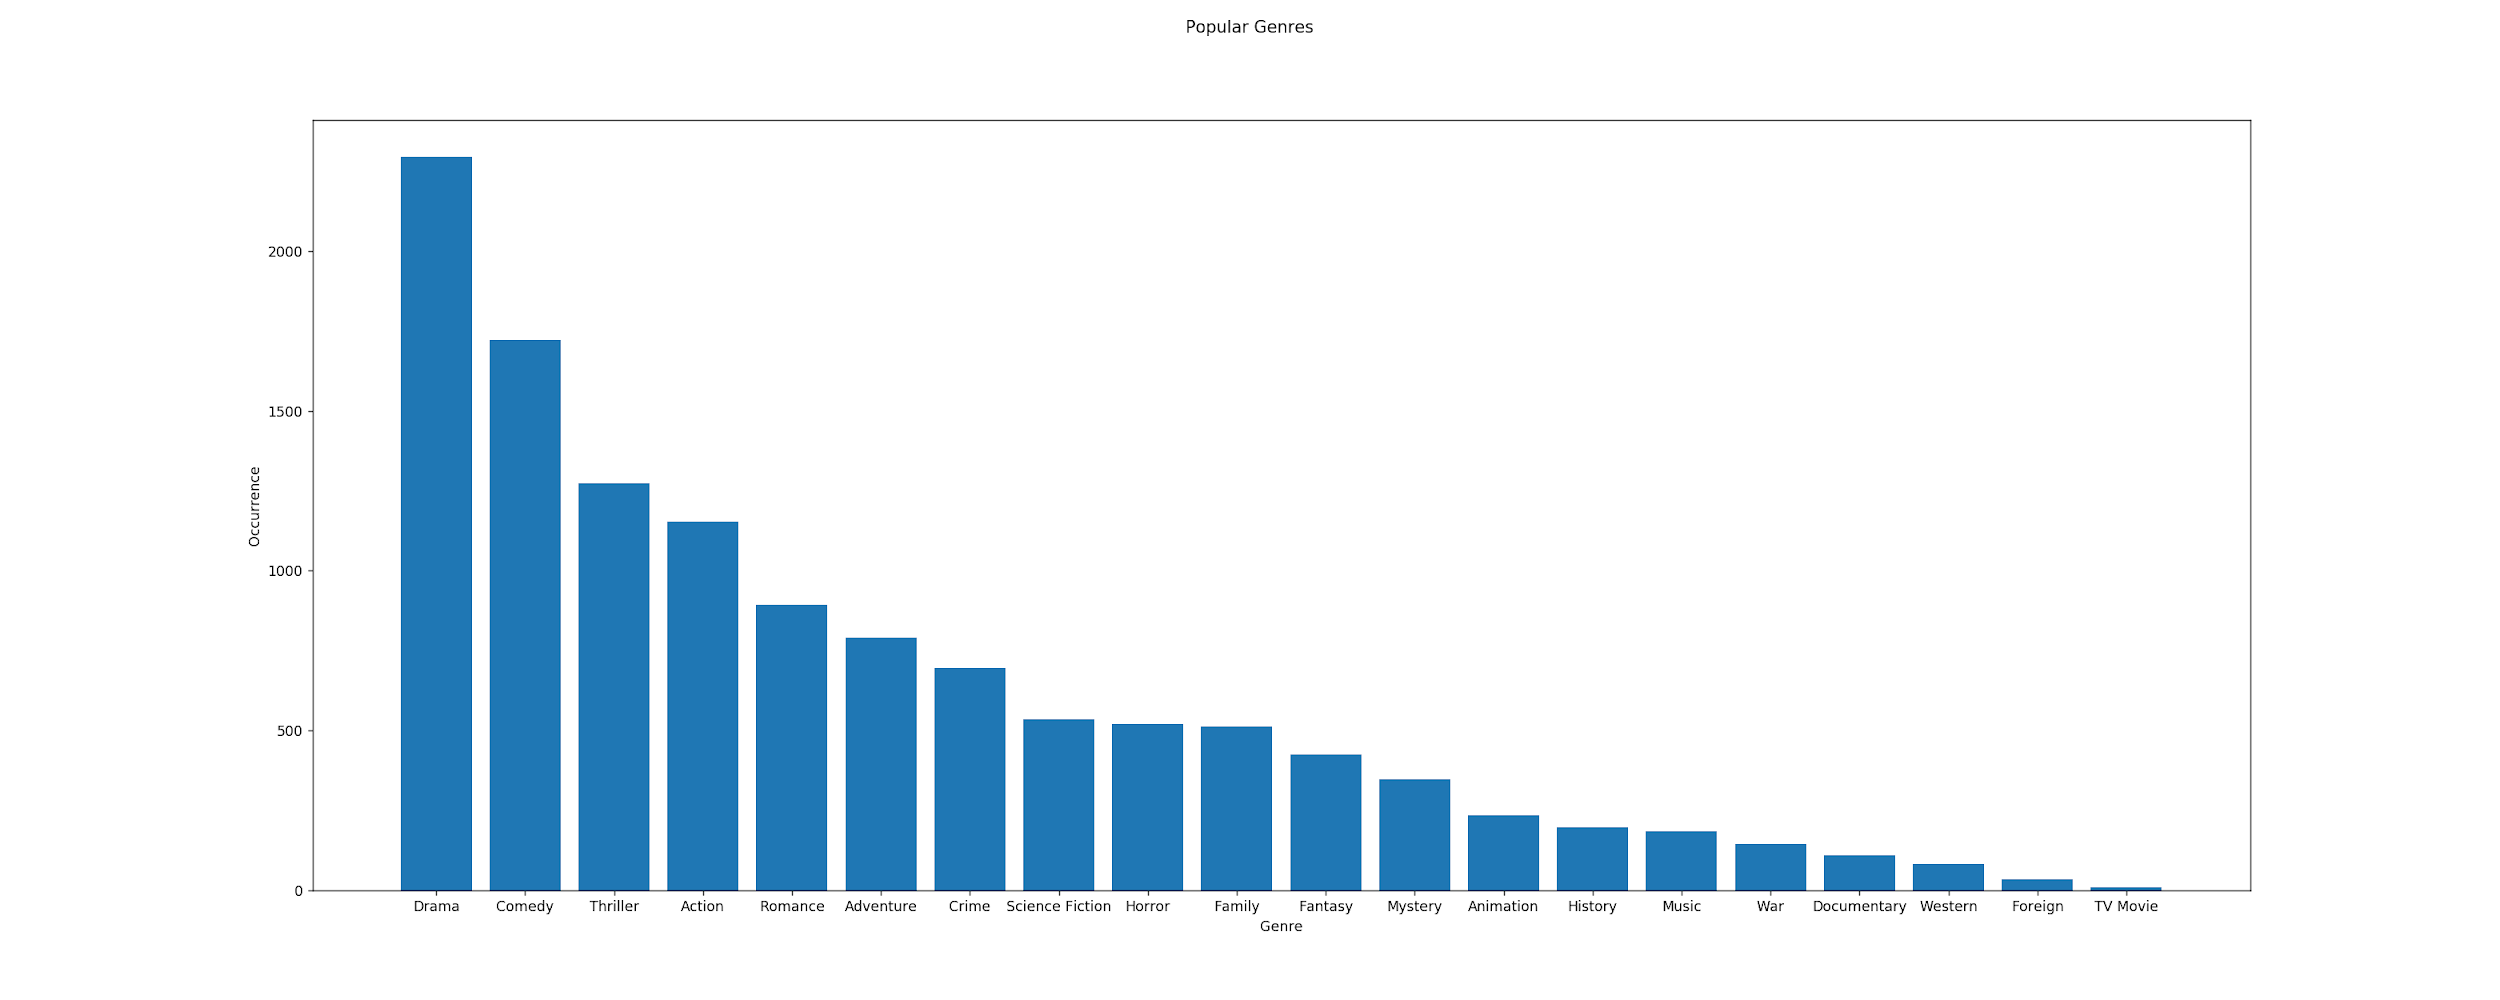 Popular Genres
2000
1500
1000
500
0
Occurrence
Drama Comedy Thriller Action Romance Adventure Crime Science Fiction Horror Family Fantasy Mystery Animation History Music War Documentary Western Foreign TV Movie
Genre